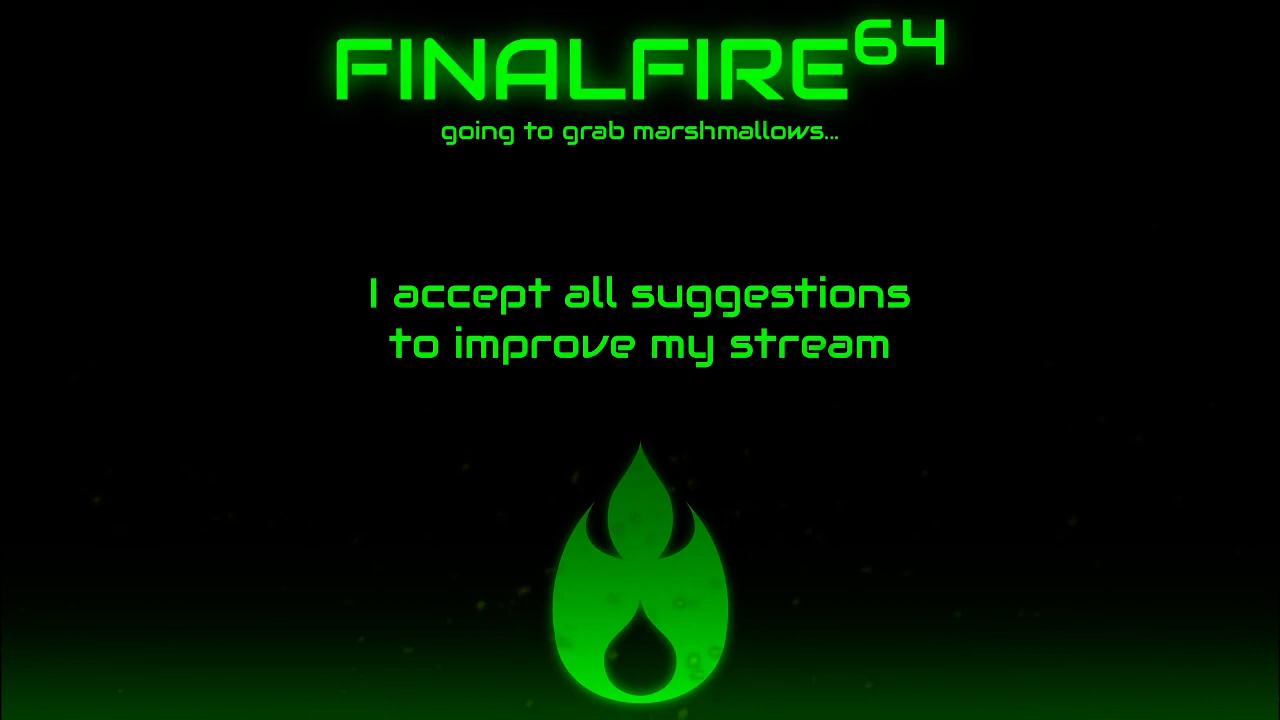 FINALFIRE⁶⁴
going to grab marshmallows...
I accept all suggestions
to improve my stream